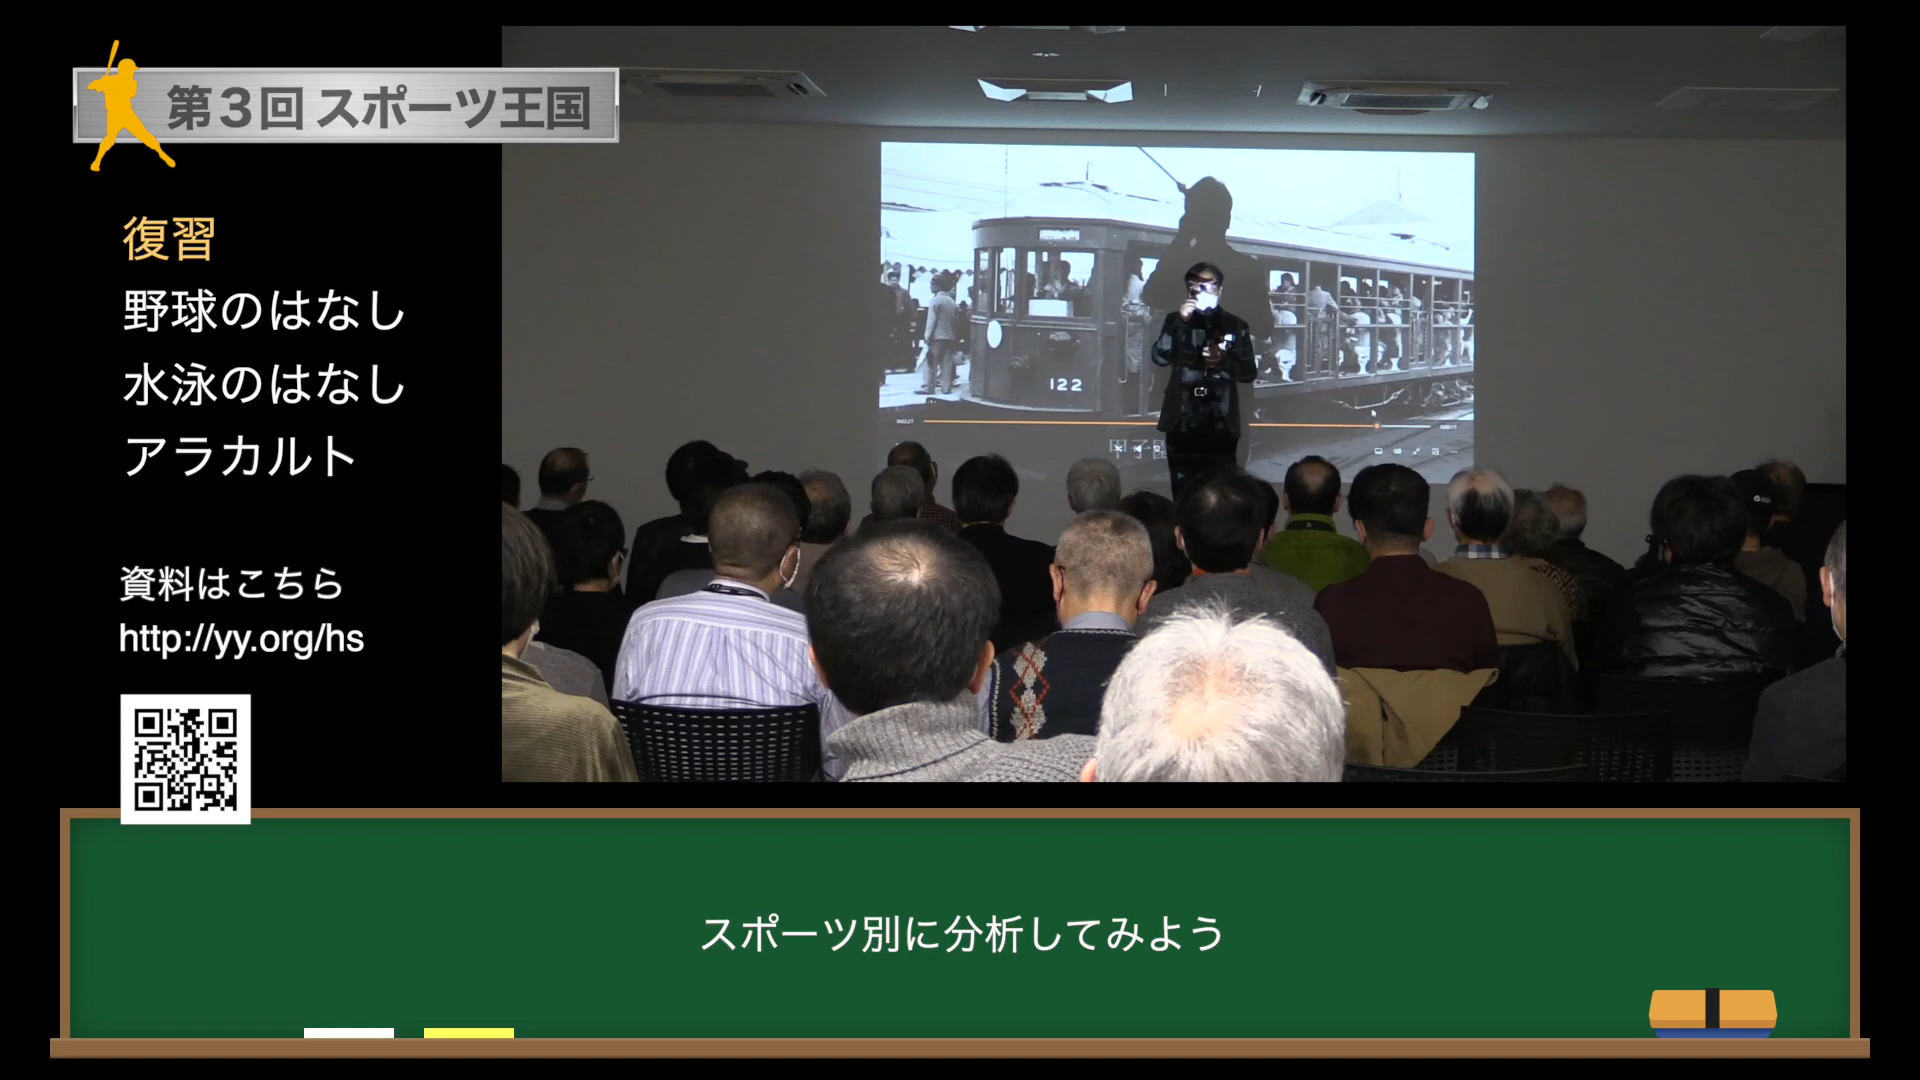 第３回 スポーツ王国
復習
野球のはなし
水泳のはなし
アラカルト
資料はこちら
http://yy.org/hs
122
スポーツ別に分析してみよう